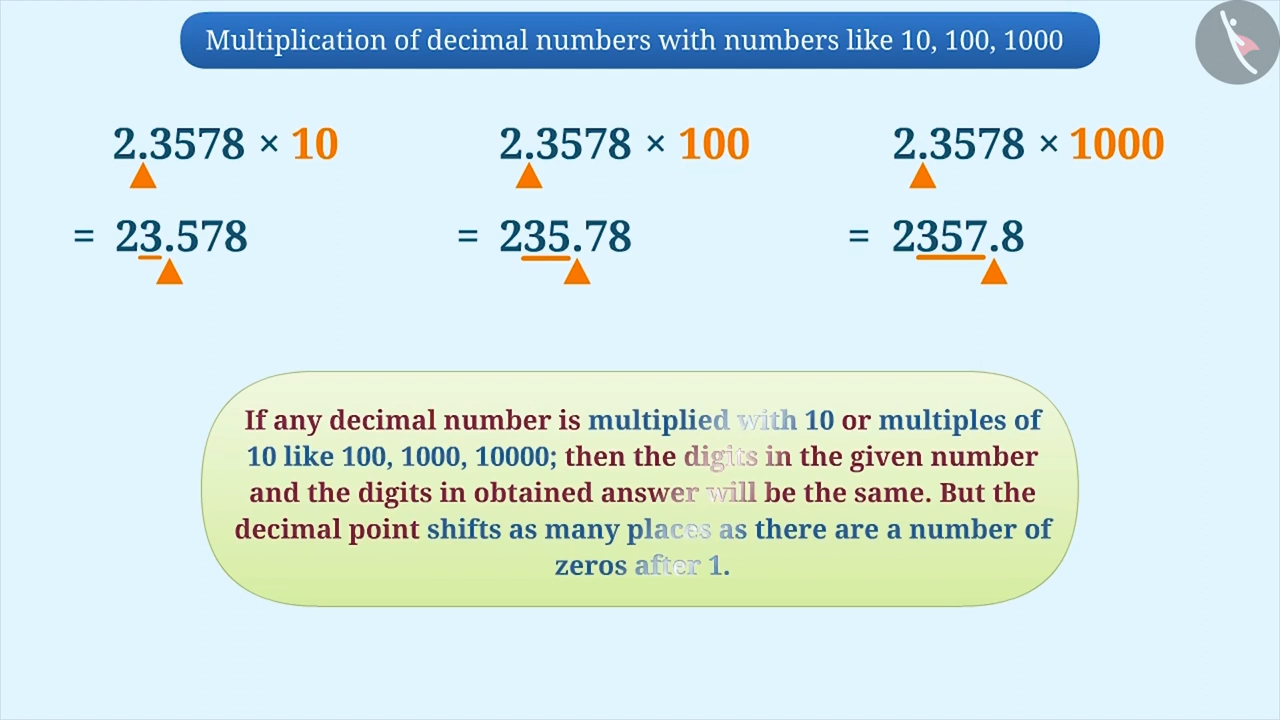 Multiplication of decimal numbers with numbers like 10, 100, 1000
2.3578 × 10
2.3578 × 100
2.3578 × 1000
= 23.578
= 235.78
= 2357.8
If any decimal number is multiplied with 10 or multiples of
10 like 100, 1000, 10000; then the digits in the given number
and the digits in obtained answer will be the same. But the
decimal point shifts as many places as there are a number of
zeros after 1.